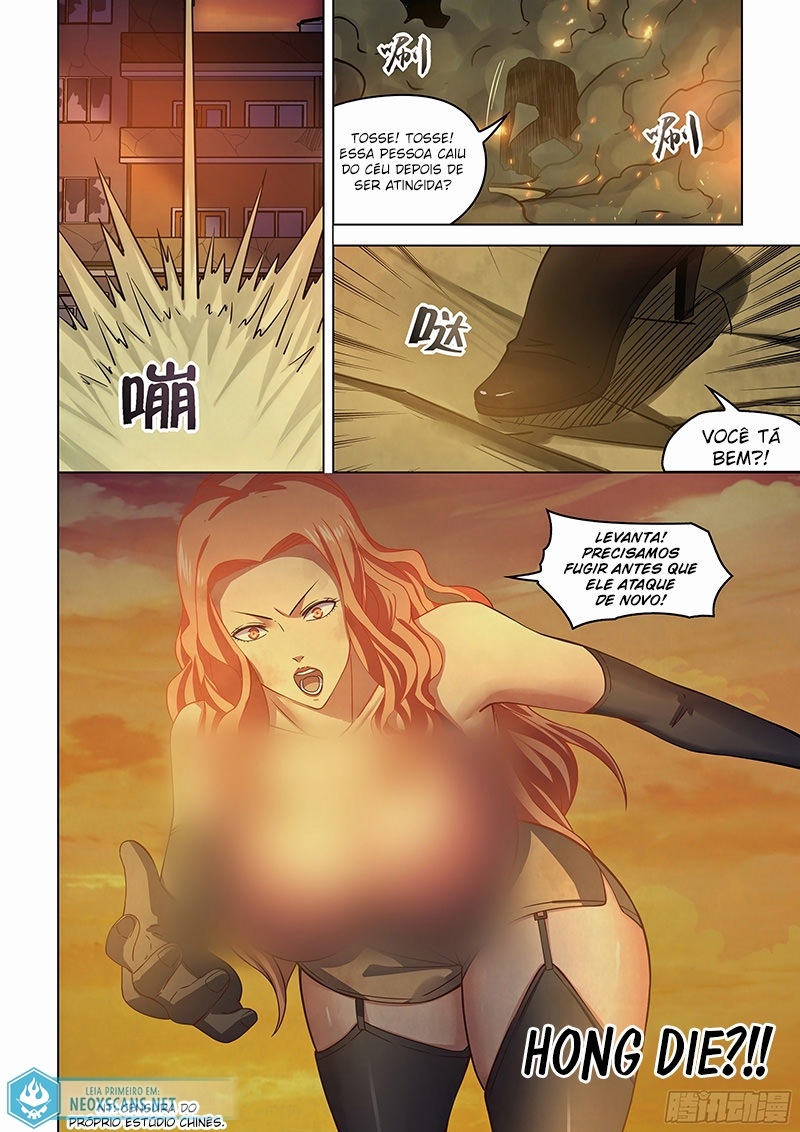 唰
TOSSE! TOSSE!
ESSA PESSOA CAIU
DO CÉU DEPOIS DE
SER ATINGIDA?
唰
嘣
哒
VOCÊ TÁ
BEM?!
LEVANTA!
PRECISAMOS
FUGIR ANTES QUE
ELE ATAQUE
DE NOVO!
HONG DIE?!!
LEIA PRIMEIRO EM:
NEOXSCANS.NET
NT: CENSURA DO
PRÓPRIO ESTÚDIO CHINÊS.
腾讯动漫